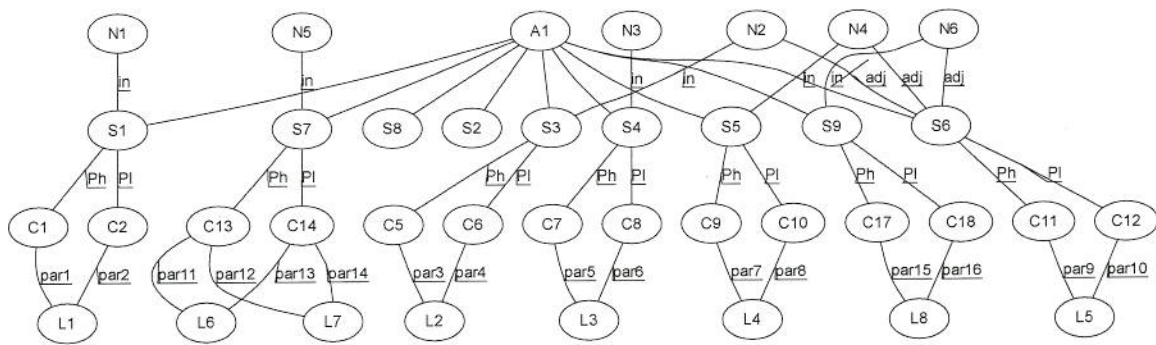 N1 N5 A1 N3 N2 N4 N6
in in in in in in adj adj adj
S1 S7 S8 S2 S3 S4 S5 S9 S6
Ph Pl Ph Pl Ph Pl Ph Pl Ph Pl Ph Pl Ph Pl
C1 C2 C13 C14 C5 C6 C7 C8 C9 C10 C17 C18 C11 C12
par1 par2 par11 par12 par13 par14 par3 par4 par5 par6 par7 par8 par15 par16 par9 par10
L1 L6 L7 L2 L3 L4 L8 L5